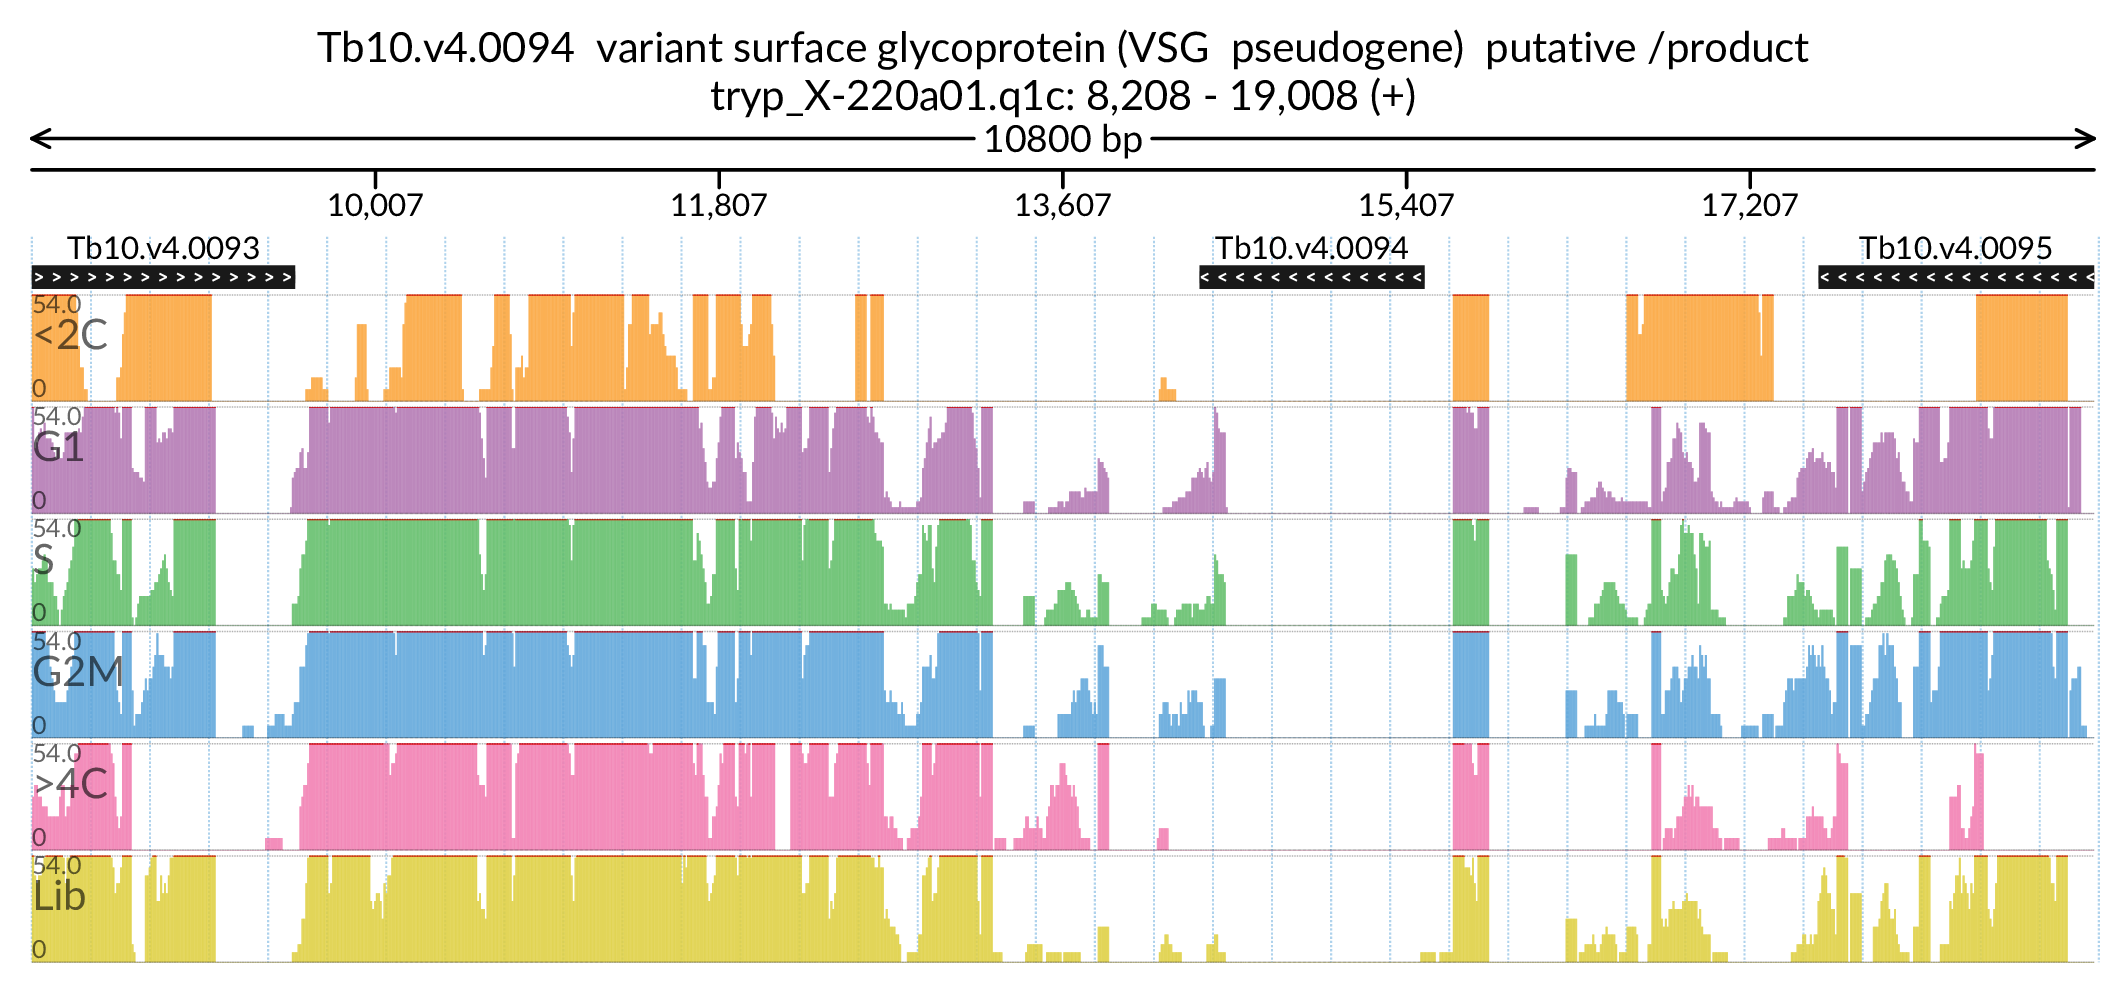 Tb10.v4.0094  variant surface glycoprotein (VSG  pseudogene)  putative /product
tryp_X-220a01.q1c: 8,208 - 19,008 (+)
10800 bp
10,007 11,807 13,607 15,407 17,207
Tb10.v4.0093 Tb10.v4.0094 Tb10.v4.0095
54.0
<2C
0
54.0
G1
0
54.0
S
0
54.0
G2M
0
54.0
>4C
0
54.0
Lib
0